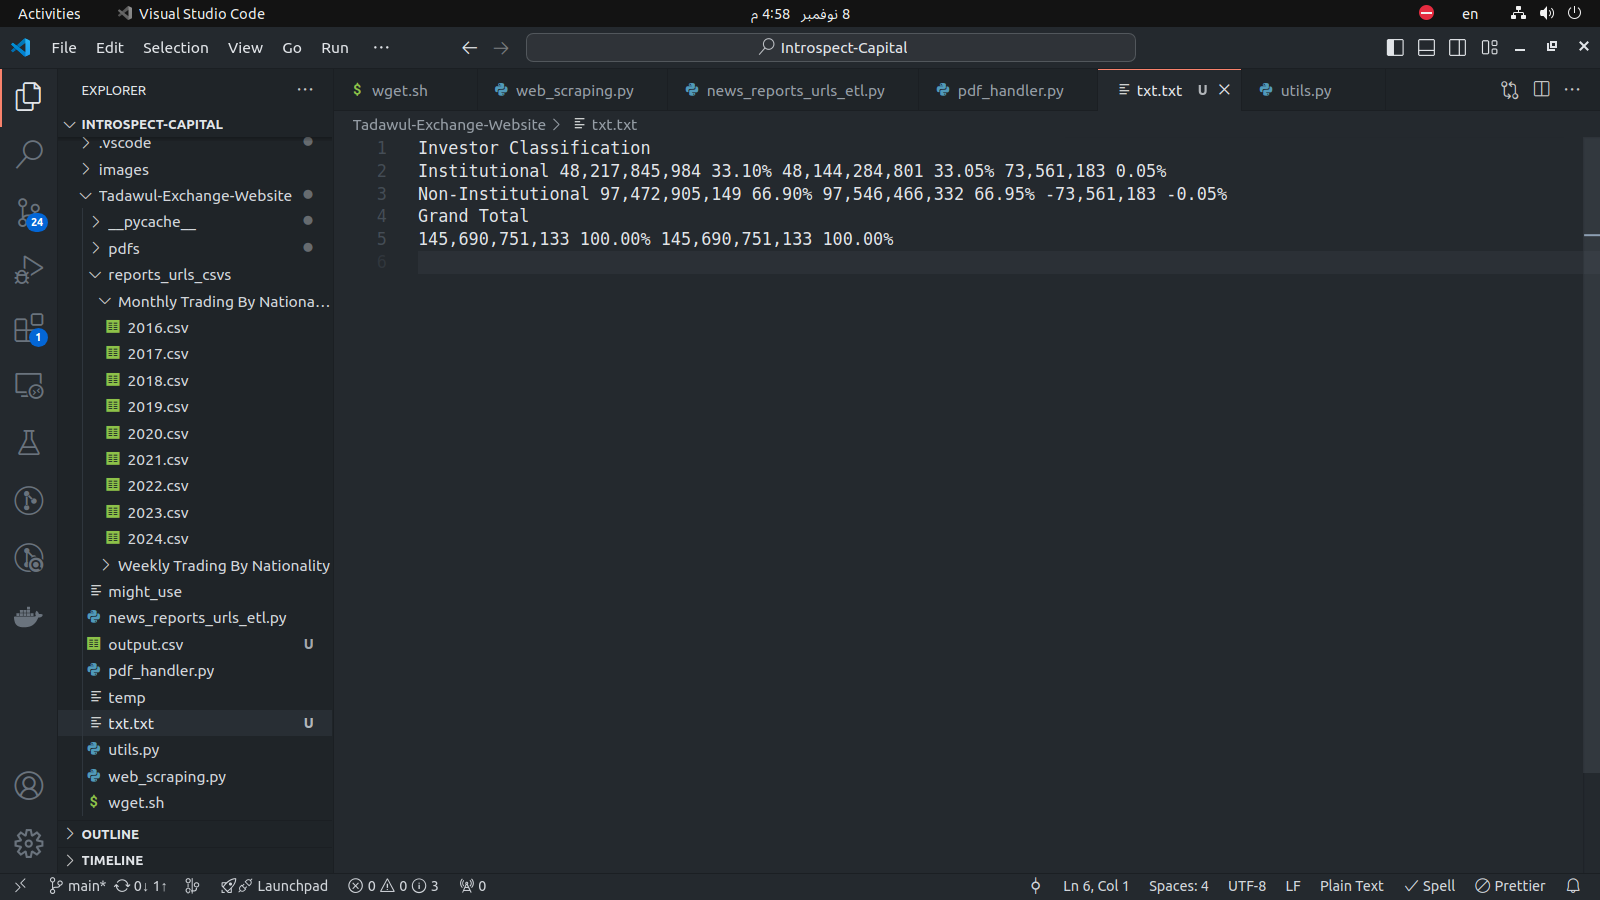 Activities
Visual Studio Code
8 نوفمبر 4:58 م
en
File Edit Selection View Go Run ···
Introspect-Capital
EXPLORER
wget.sh
web_scraping.py
news_reports_urls_etl.py
pdf_handler.py
txt.txt U
utils.py
INTROSPECT-CAPITAL
.vscode
images
Tadawul-Exchange-Website
__pycache__
pdfs
reports_urls_csvs
Monthly Trading By Nationa...
2016.csv
2017.csv
2018.csv
2019.csv
2020.csv
2021.csv
2022.csv
2023.csv
2024.csv
Weekly Trading By Nationality
might_use
news_reports_urls_etl.py
output.csv U
pdf_handler.py
temp
txt.txt U
utils.py
web_scraping.py
$ wget.sh
OUTLINE
TIMELINE
24
1
Tadawul-Exchange-Website > txt.txt
1 Investor Classification
2 Institutional 48,217,845,984 33.10% 48,144,284,801 33.05% 73,561,183 0.05%
3 Non-Institutional 97,472,905,149 66.90% 97,546,466,332 66.95% -73,561,183 -0.05%
4 Grand Total
5 145,690,751,133 100.00% 145,690,751,133 100.00%
6
main* 0↓ 1↑ Launchpad 0 0 3 0
Ln 6, Col 1 Spaces: 4 UTF-8 LF Plain Text Spell Prettier